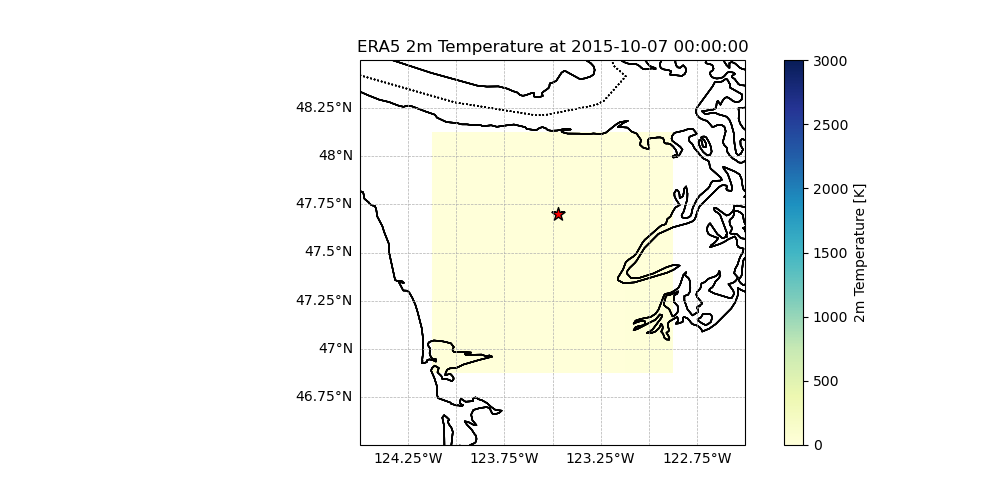 ERA5 2m Temperature at 2015-10-07 00:00:00
48.25°N
48°N
47.75°N
47.5°N
47.25°N
47°N
46.75°N
124.25°W 123.75°W 123.25°W 122.75°W
3000
2500
2000
1500
1000
500
0
2m Temperature [K]